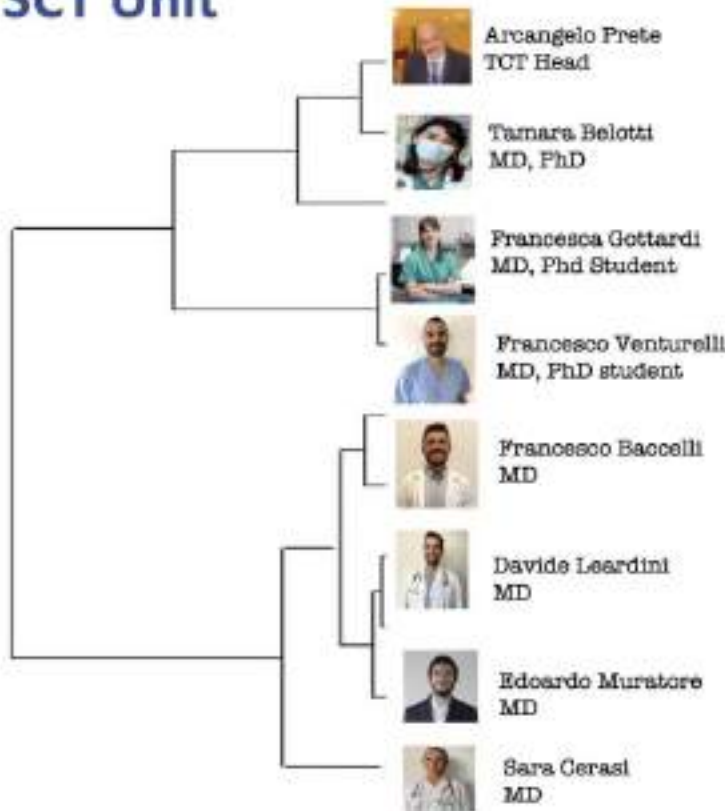 SCT Unit
Arcangelo Prete
TCT Head
Tamara Belotti
MD, PhD
Francesca Gottardi
MD, Phd Student
Francesco Venturelli
MD, PhD student
Francesco Baccelli
MD
Davide Leardini
MD
Edoardo Muratore
MD
Sara Cerasi
MD